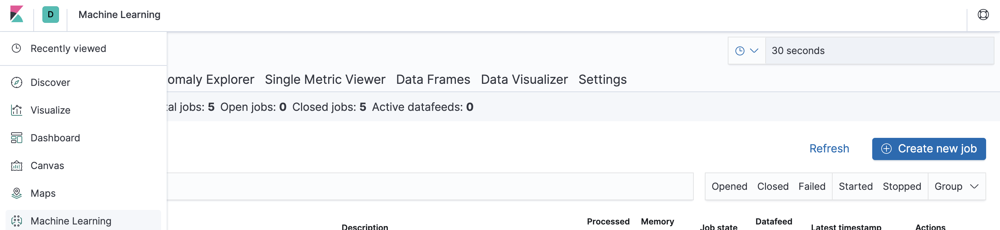 D Machine Learning
Recently viewed
30 seconds
Discover
Visualize
Dashboard
Canvas
Maps
Machine Learning
omaly Explorer Single Metric Viewer Data Frames Data Visualizer Settings
tal jobs: 5 Open jobs: 0 Closed jobs: 5 Active datafeeds: 0
Refresh Create new job
Opened Closed Failed Started Stopped Group
Description Processed Memory Job state Datafeed Latest timestamp Actions